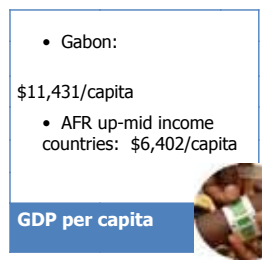 • Gabon:
$11,431/capita
• AFR up-mid income
countries: $6,402/capita
GDP per capita